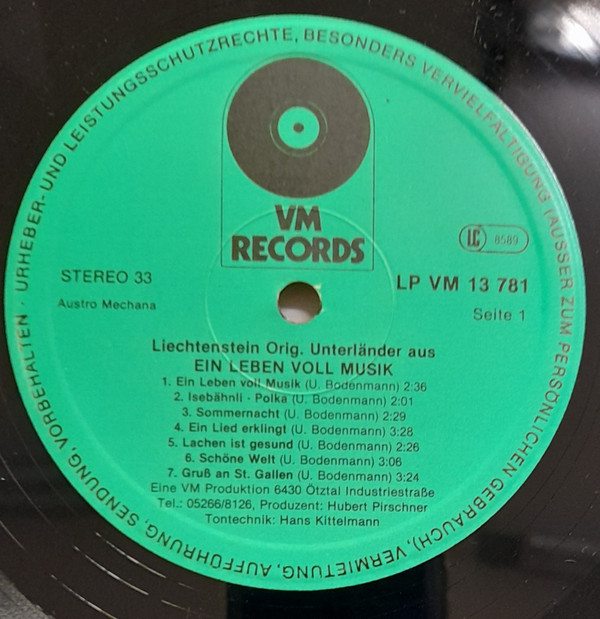 URHEBER- UND LEISTUNGSSCHUTZRECHTE, BESONDERS VERVIELFÄLTIGUNG (AUSSER ZUM PERSÖNLICHEN GEBRAUCH), VERMIETUNG, AUFFÜHRUNG, SENDUNG, VORBEHALTEN ·
VM
RECORDS
LC 8589
STEREO 33
LP VM 13 781
Austro Mechana
Seite 1
Liechtenstein Orig. Unterländer aus
EIN LEBEN VOLL MUSIK
1. Ein Leben voll Musik (U. Bodenmann) 2:36
2. Isebähnli - Polka (U. Bodenmann) 2:01
3. Sommernacht (U. Bodenmann) 2:29
4. Ein Lied erklingt (U. Bodenmann) 3:28
5. Lachen ist gesund (U. Bodenmann) 2:26
6. Schöne Welt (U. Bodenmann) 3:06
7. Gruß an St. Gallen (U. Bodenmann) 3:24
Eine VM Produktion 6430 Ötztal Industriestraße
Tel.: 05266/8126, Produzent: Hubert Pirschner
Tontechnik: Hans Kittelmann